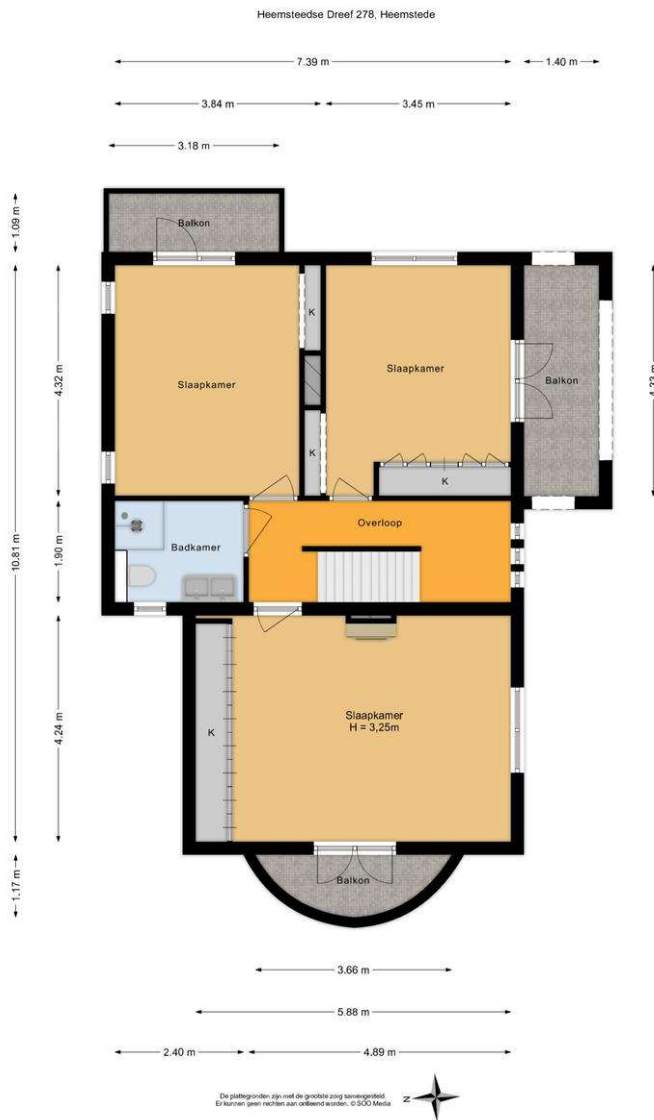 Heemsteedse Dreef 278, Heemstede
7.39 m
1.40 m
3.84 m
3.45 m
3.18 m
1.09 m
Balkon
K
4.32 m
Slaapkamer
Slaapkamer
Balkon
4.33 m
K
K
10.81 m
Overloop
1.90 m
Badkamer
Slaapkamer
H = 3,25m
4.24 m
K
1.17 m
Balkon
3.66 m
5.88 m
2.40 m
4.89 m
De plattegronden zijn met de grootste zorg samengesteld.
Er kunnen geen rechten aan ontleend worden. © SOO Media
N